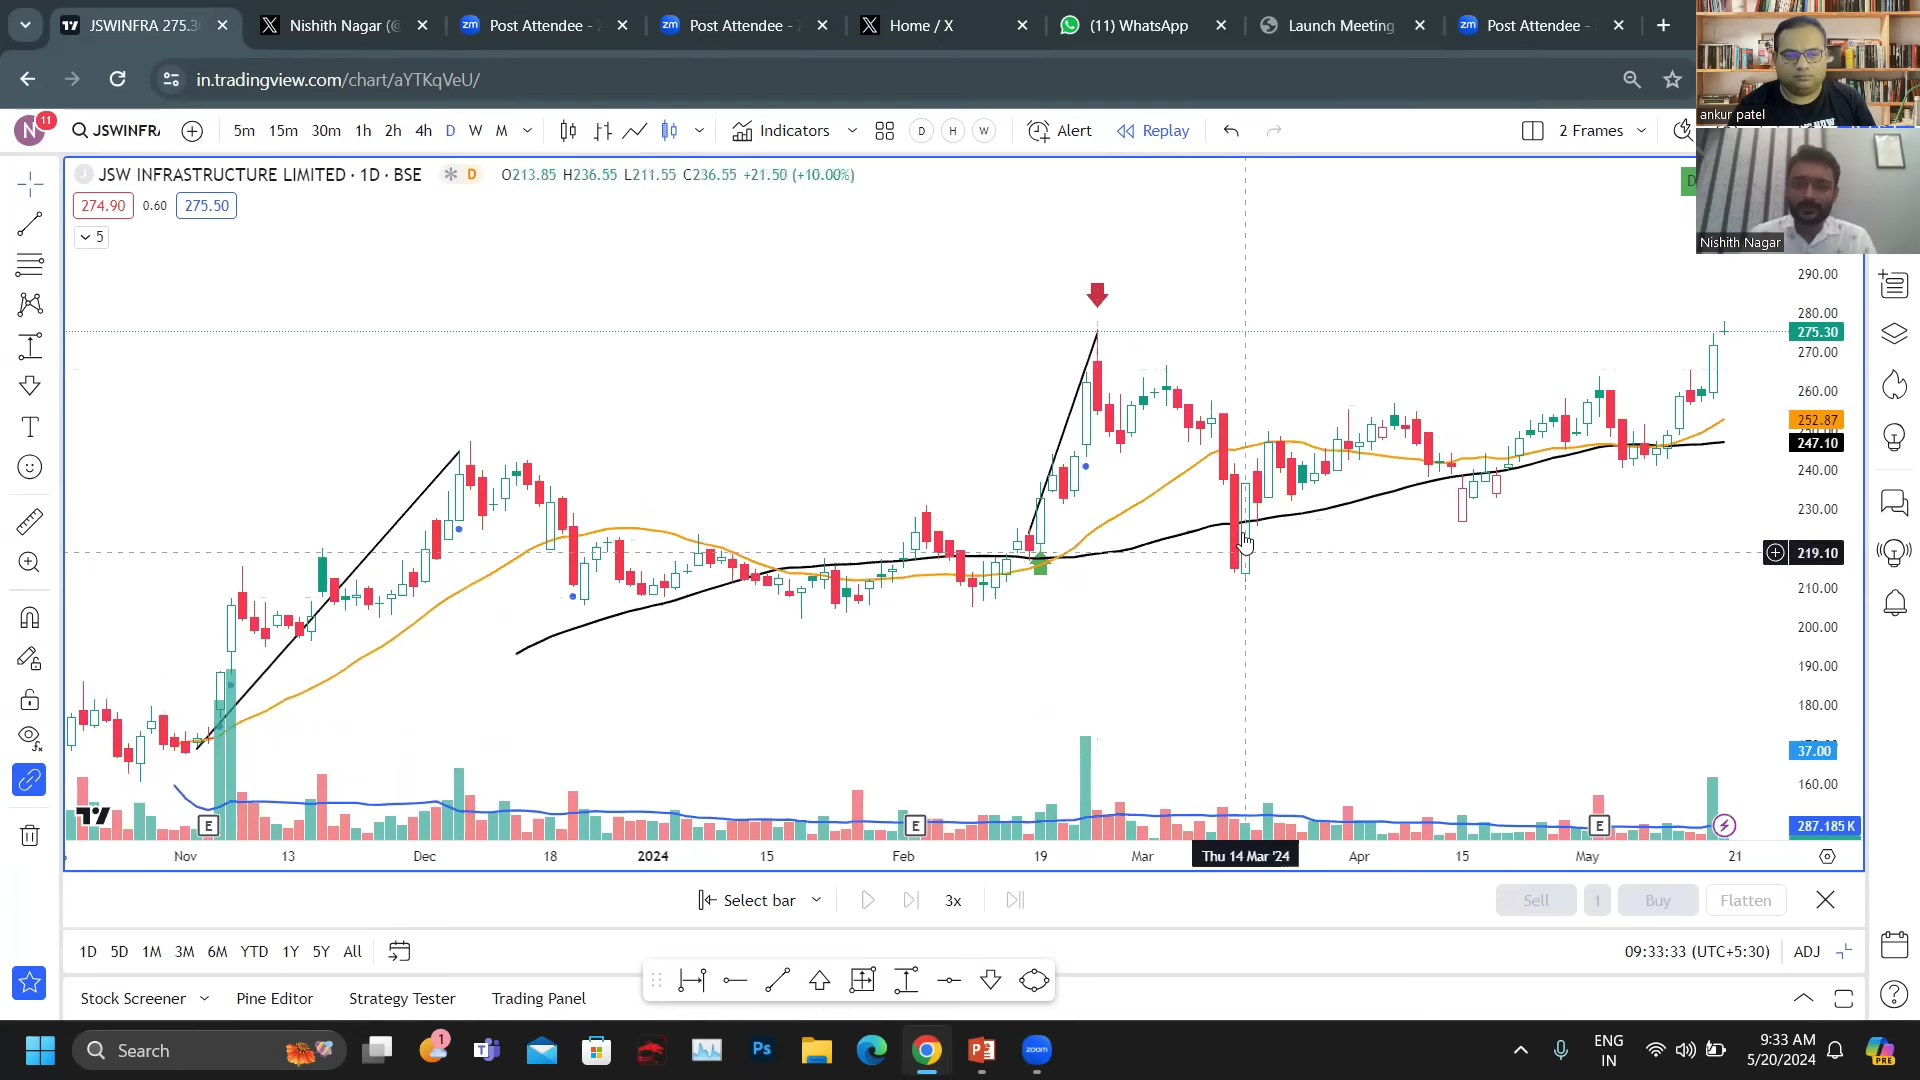 JSWINFRA 275.3
Nishith Nagar (@
Post Attendee -
Post Attendee -
Home / X
(11) WhatsApp
Launch Meeting
Post Attendee -
in.tradingview.com/chart/aYTKqVeU/
ankur patel
N 11
JSWINFRA
5m 15m 30m 1h 2h 4h D W M
Indicators
D H W
Alert
Replay
2 Frames
JSW INFRASTRUCTURE LIMITED · 1D · BSE
D
O213.85 H236.55 L211.55 C236.55 +21.50 (+10.00%)
274.90 0.60 275.50
5
Nishith Nagar
290.00
280.00
275.30
270.00
260.00
252.87
247.10
240.00
230.00
219.10
210.00
200.00
190.00
180.00
37.00
160.00
287.185K
E E E
Nov 13 Dec 18 2024 15 Feb 19 Mar Thu 14 Mar '24 Apr 15 May 21
Select bar 3x
Sell 1 Buy Flatten
1D 5D 1M 3M 6M YTD 1Y 5Y All
09:33:33 (UTC+5:30) ADJ
Stock Screener Pine Editor Strategy Tester Trading Panel
Search
1
Ps
zoom
ENG
IN
9:33 AM
5/20/2024
PRE